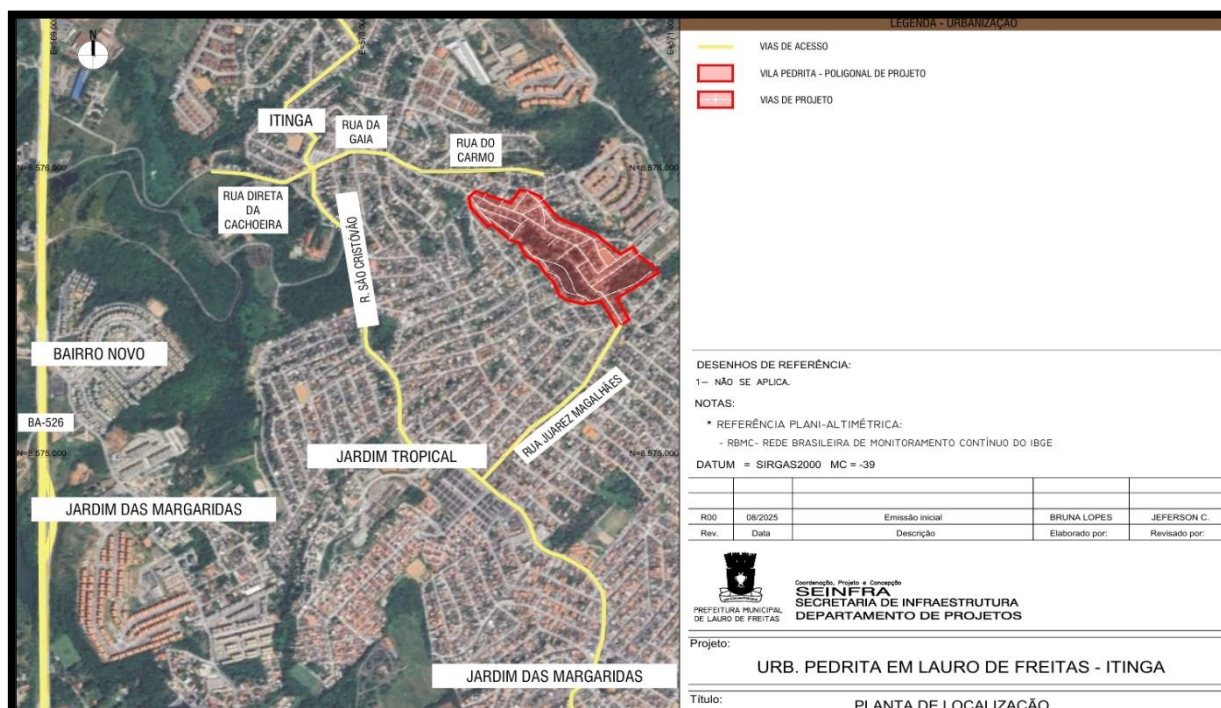 E=569.000
E=570.000
E=571.000
N
ITINGA
RUA DA
GAIA
RUA DO
CARMO
N=8.576.000
N=8.576.000
RUA DIRETA
DA
CACHOEIRA
R. SÃO CRISTÓVÃO
BAIRRO NOVO
BA-526
RUA JUAREZ MAGALHÃES
N=8.575.000
N=8.575.000
JARDIM TROPICAL
JARDIM DAS MARGARIDAS
JARDIM DAS MARGARIDAS
LEGENDA - URBANIZAÇÃO
VIAS DE ACESSO
VILA PEDRITA - POLIGONAL DE PROJETO
VIAS DE PROJETO
DESENHOS DE REFERÊNCIA:
1- NÃO SE APLICA.
NOTAS:
* REFERÊNCIA PLANI-ALTIMÉTRICA:
- RBMC- REDE BRASILEIRA DE MONITORAMENTO CONTÍNUO DO IBGE
DATUM = SIRGAS2000 MC = -39
R00 08/2025 Emissão inicial BRUNA LOPES JEFERSON C.
Rev. Data Descrição Elaborado por: Revisado por:
PREFEITURA MUNICIPAL
DE LAURO DE FREITAS
Coordenação, Projeto e Concepção
SEINFRA
SECRETARIA DE INFRAESTRUTURA
DEPARTAMENTO DE PROJETOS
Projeto:
URB. PEDRITA EM LAURO DE FREITAS - ITINGA
Título:
PLANTA DE LOCALIZAÇÃO